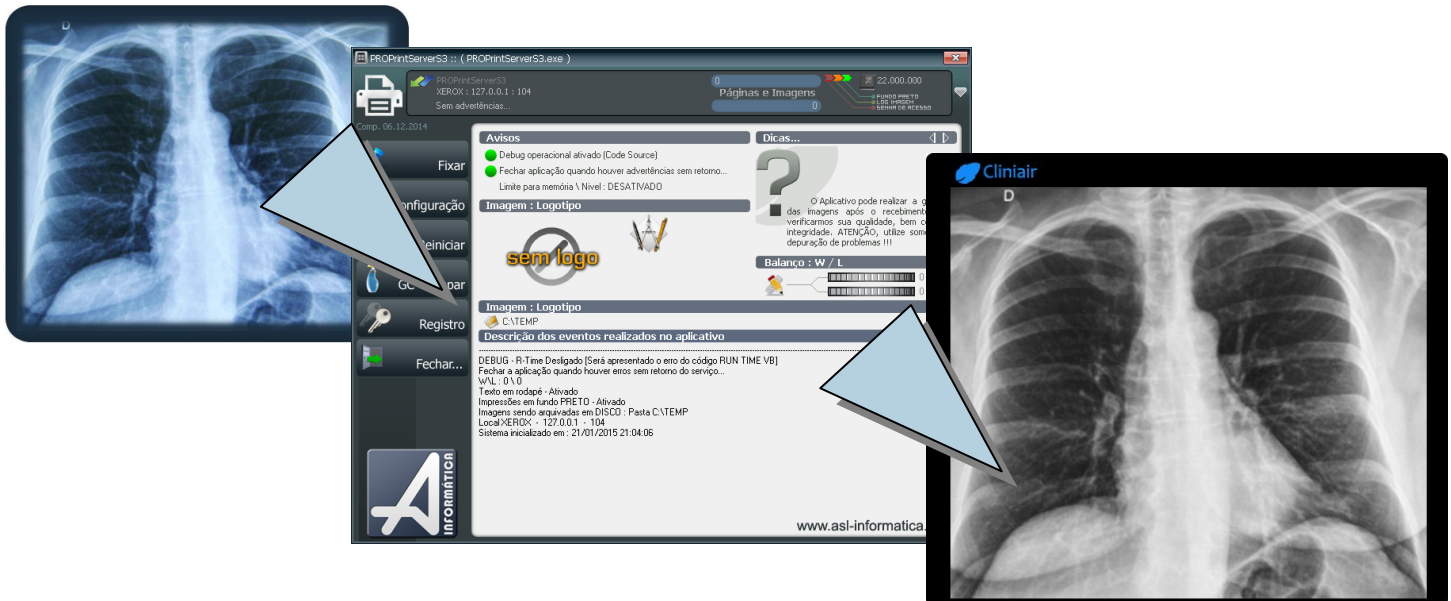 D
PROPrintServerS3 :: ( PROPrintServerS3.exe )
PROPrintServerS3
XEROX : 127.0.0.1 : 104
Sem advertências...
0
Páginas e Imagens
0
22.000.000
FUNDO PRETO
LOG IMAGEM
SENHA DE ACESSO
Comp. 06.12.2014
Fixar
onfiguração
einiciar
GC
par
Registro
Fechar...
INFORMÁTICA
Avisos
Debug operacional ativado (Code Source)
Fechar aplicação quando houver advertências sem retorno...
Limite para memória \ Nivel : DESATIVADO
Imagem : Logotipo
sem logo
Imagem : Logotipo
C:\TEMP
Dicas...
?
O Aplicativo pode realizar a g
das imagens após o recebiment
verificarmos sua qualidade, bem c
integridade. ATENÇÃO, utilize som
depuração de problemas !!!
Balanço : W / L
0
0
Descrição dos eventos realizados no aplicativo
DEBUG - R-Time Desligado [Será apresentado o erro do código RUN TIME VB]
Fechar a aplicação quando houver erros sem retorno do serviço...
W\L : 0 \ 0
Texto em rodapé - Ativado
Impressões em fundo PRETO - Ativado
Imagens sendo arquivadas em DISCO : Pasta C:\TEMP
Local XEROX - 127.0.0.1 - 104
Sistema inicializado em : 21/01/2015 21:04:06
www.asl-informatica.
Cliniair
D